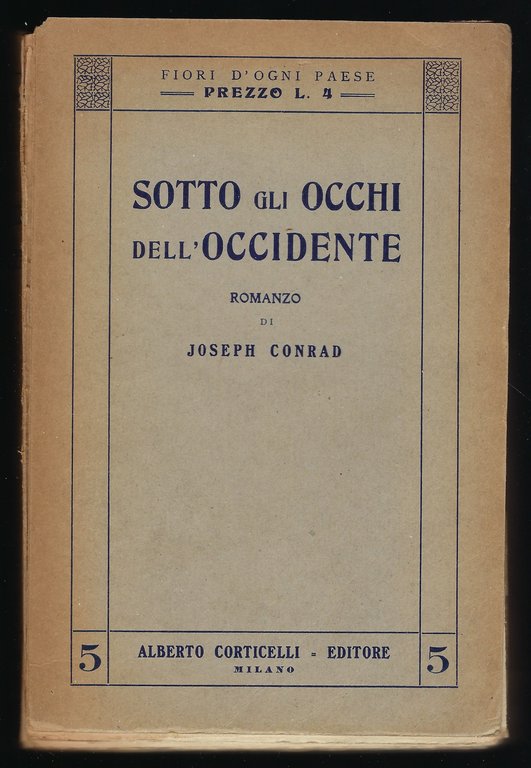 FIORI D'OGNI PAESE
PREZZO L. 4
SOTTO GLI OCCHI
DELL'OCCIDENTE
ROMANZO
DI
JOSEPH CONRAD
5 ALBERTO CORTICELLI - EDITORE 5
MILANO